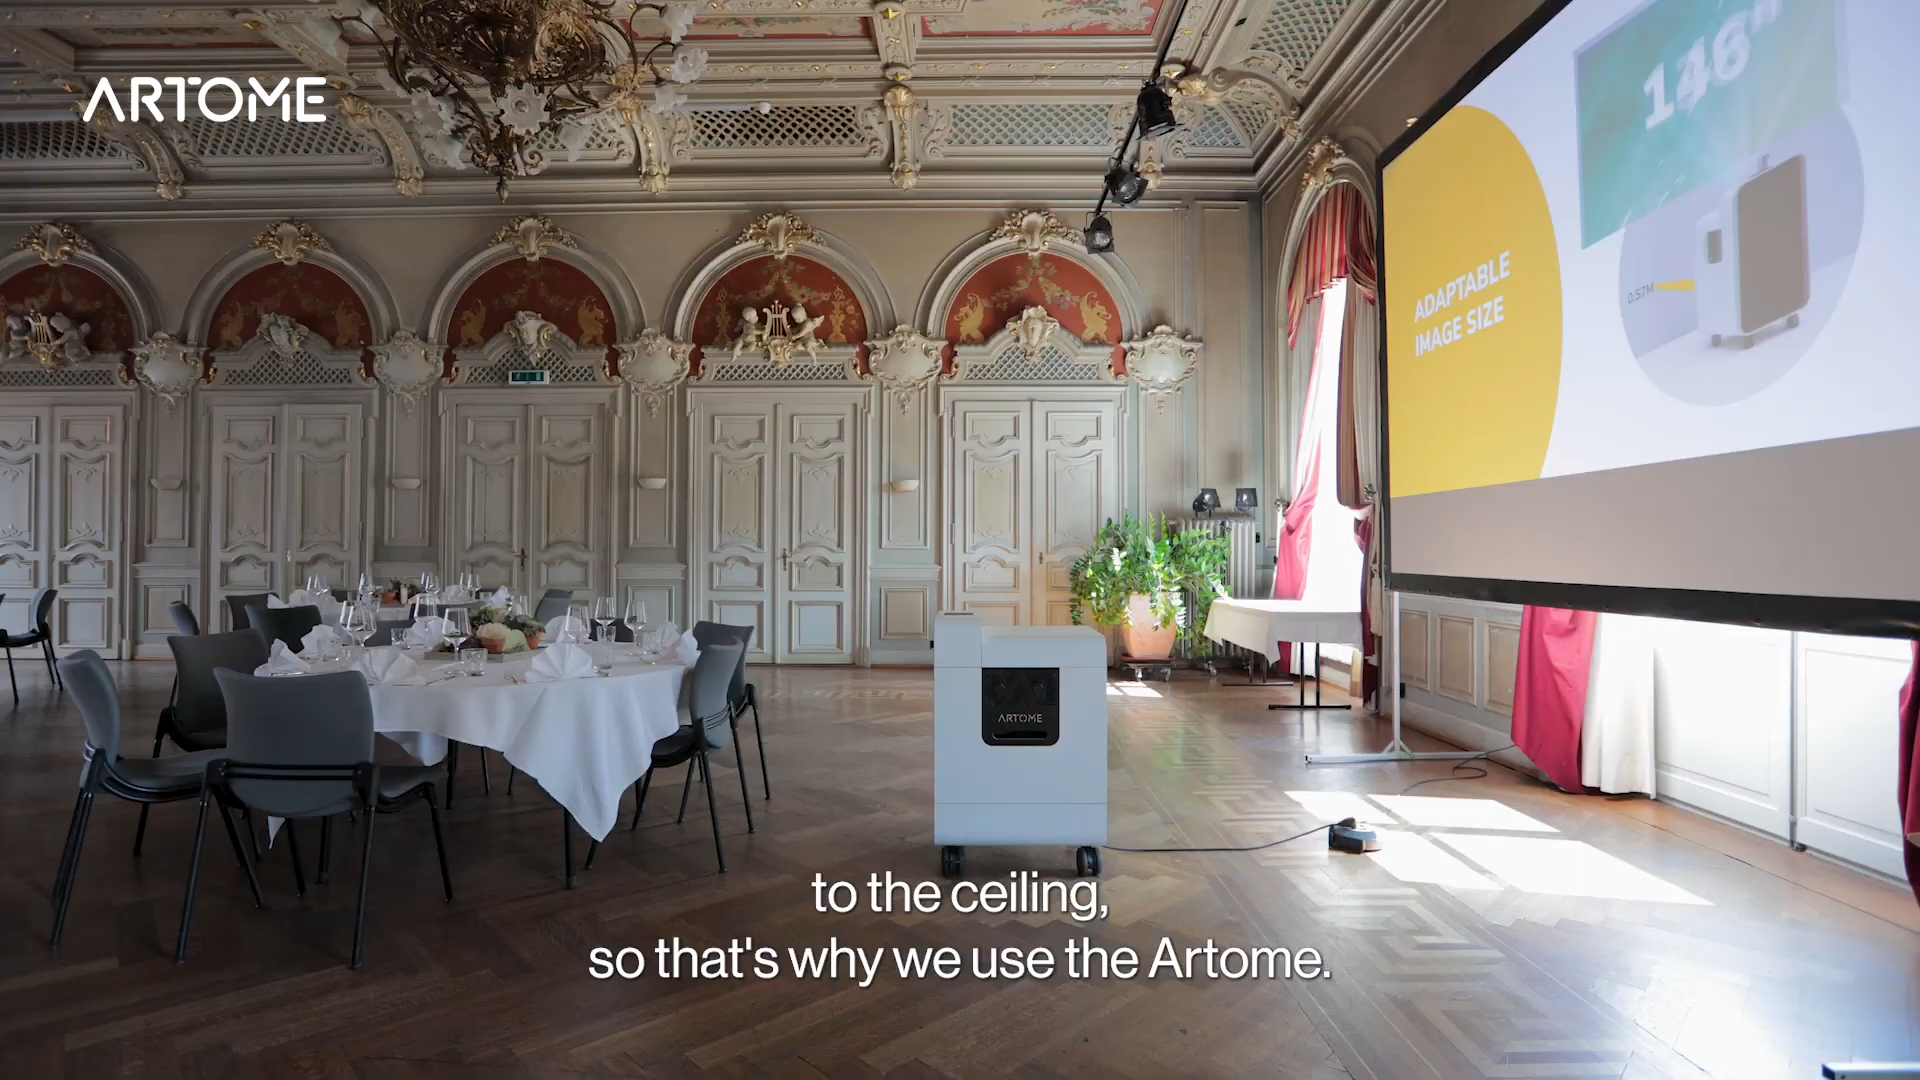 ARTOME
146"
ADAPTABLE
IMAGE SIZE
0.57M
ARTOME
to the ceiling,
so that's why we use the Artome.